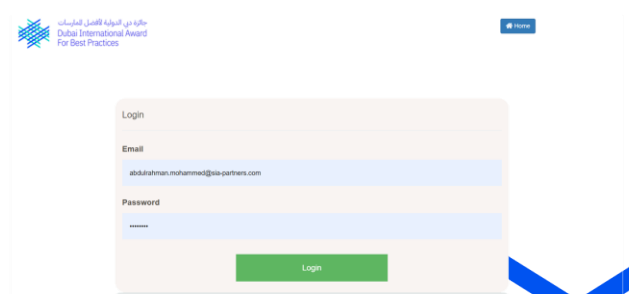 جائزة دبي الدولية لأفضل الممارسات
Dubai International Award
For Best Practices
Home
Login
Email
abdulrahman.mohammed@sia-partners.com
Password
••••••••
Login